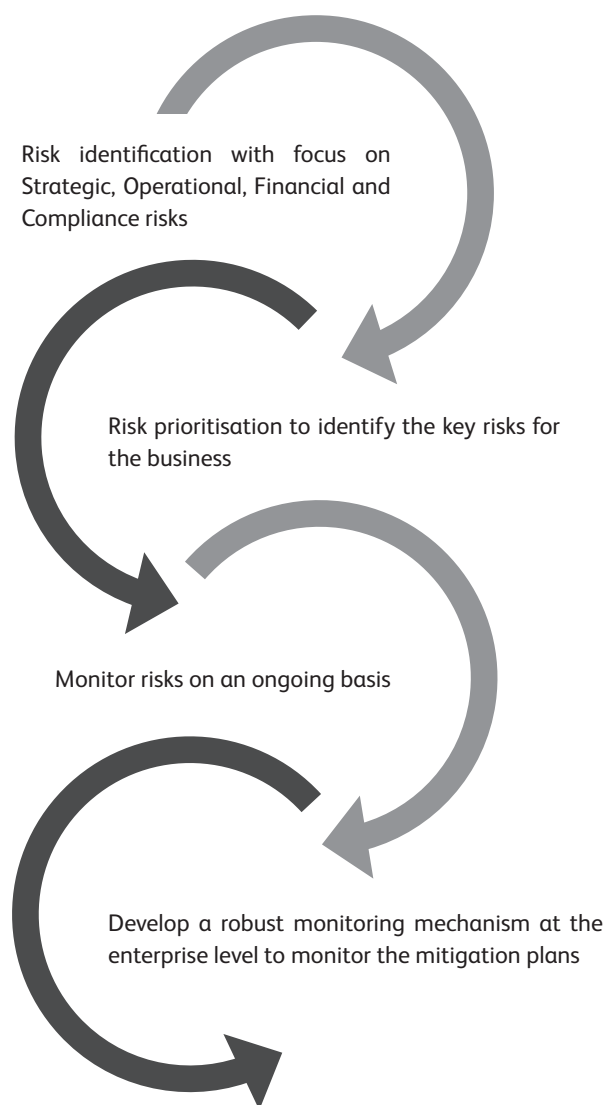 Risk identification with focus on
Strategic, Operational, Financial and
Compliance risks
Risk prioritisation to identify the key risks for
the business
Monitor risks on an ongoing basis
Develop a robust monitoring mechanism at the
enterprise level to monitor the mitigation plans